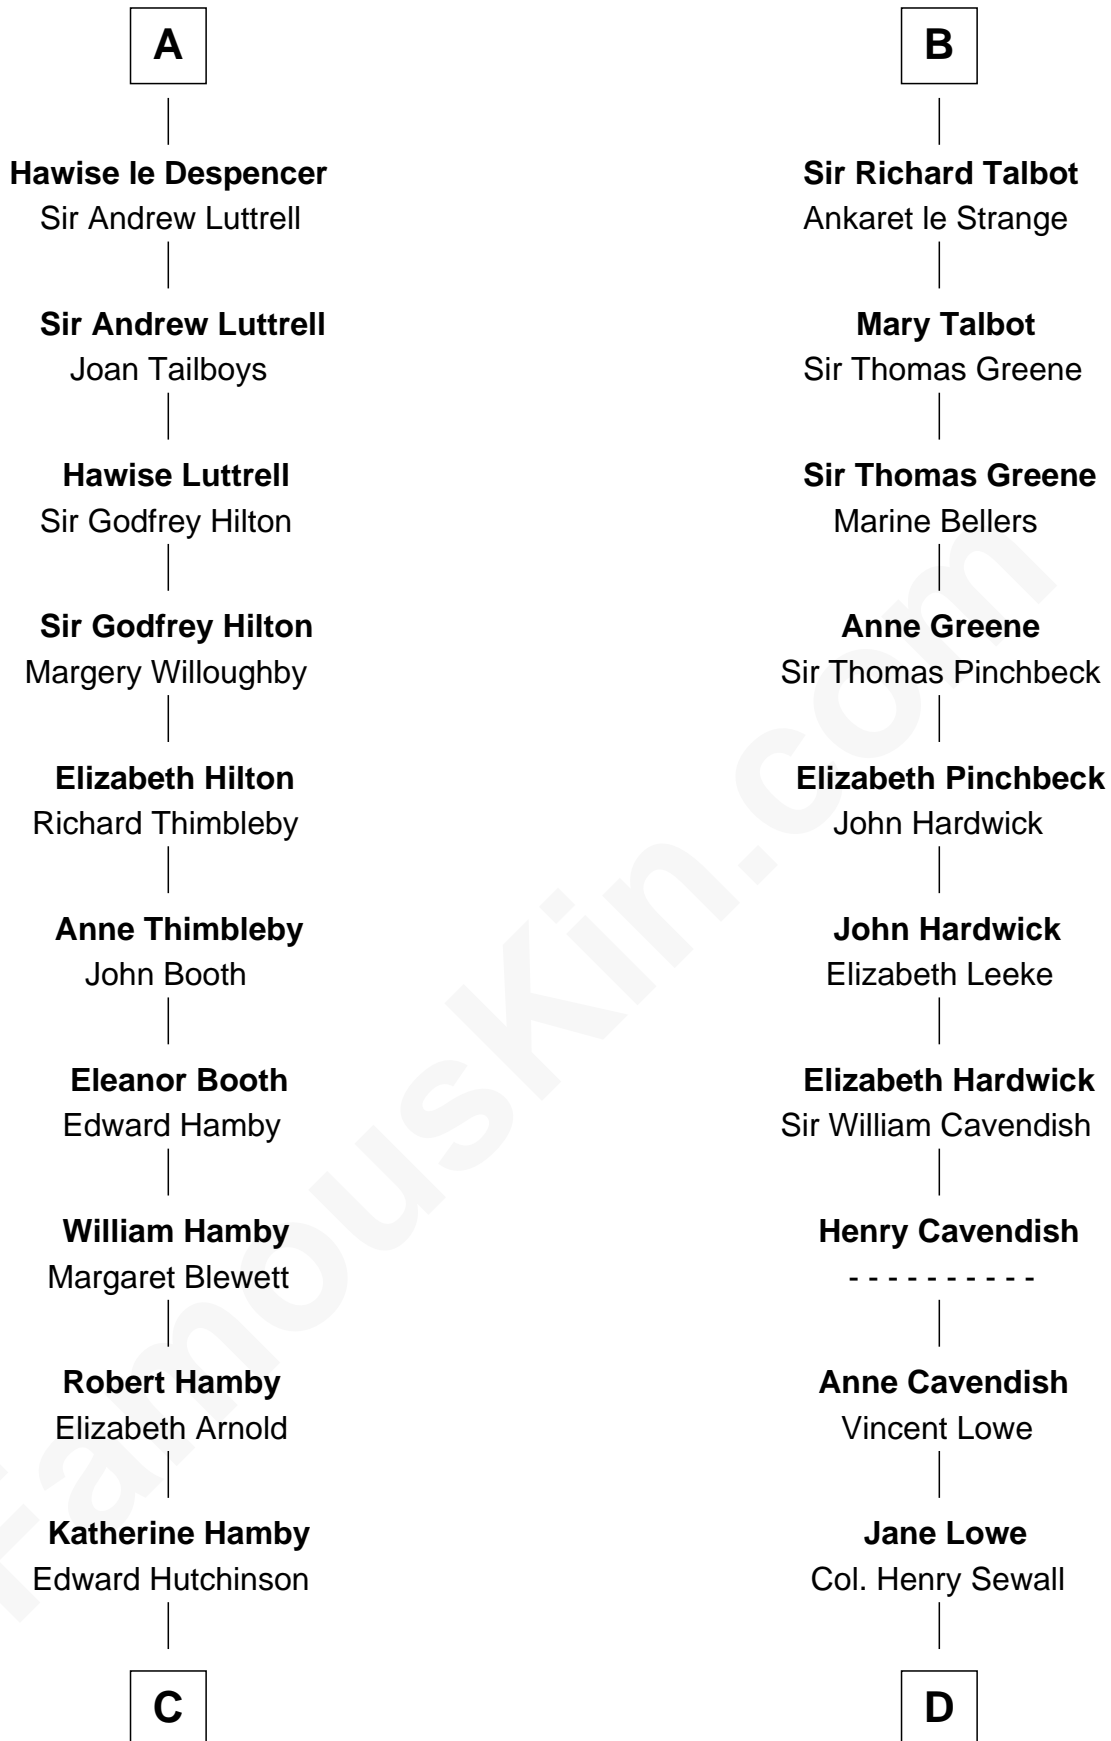 A
Hawise le Despencer
Sir Andrew Luttrell
Sir Andrew Luttrell
Joan Tailboys
Hawise Luttrell
Sir Godfrey Hilton
Sir Godfrey Hilton
Margery Willoughby
Elizabeth Hilton
Richard Thimbleby
Anne Thimbleby
John Booth
Eleanor Booth
Edward Hamby
William Hamby
Margaret Blewett
Robert Hamby
Elizabeth Arnold
Katherine Hamby
Edward Hutchinson
C
B
Sir Richard Talbot
Ankaret le Strange
Mary Talbot
Sir Thomas Greene
Sir Thomas Greene
Marine Bellers
Anne Greene
Sir Thomas Pinchbeck
Elizabeth Pinchbeck
John Hardwick
John Hardwick
Elizabeth Leeke
Elizabeth Hardwick
Sir William Cavendish
Henry Cavendish
- - - - - - - - - -
Anne Cavendish
Vincent Lowe
Jane Lowe
Col. Henry Sewall
D
FamousKin.com